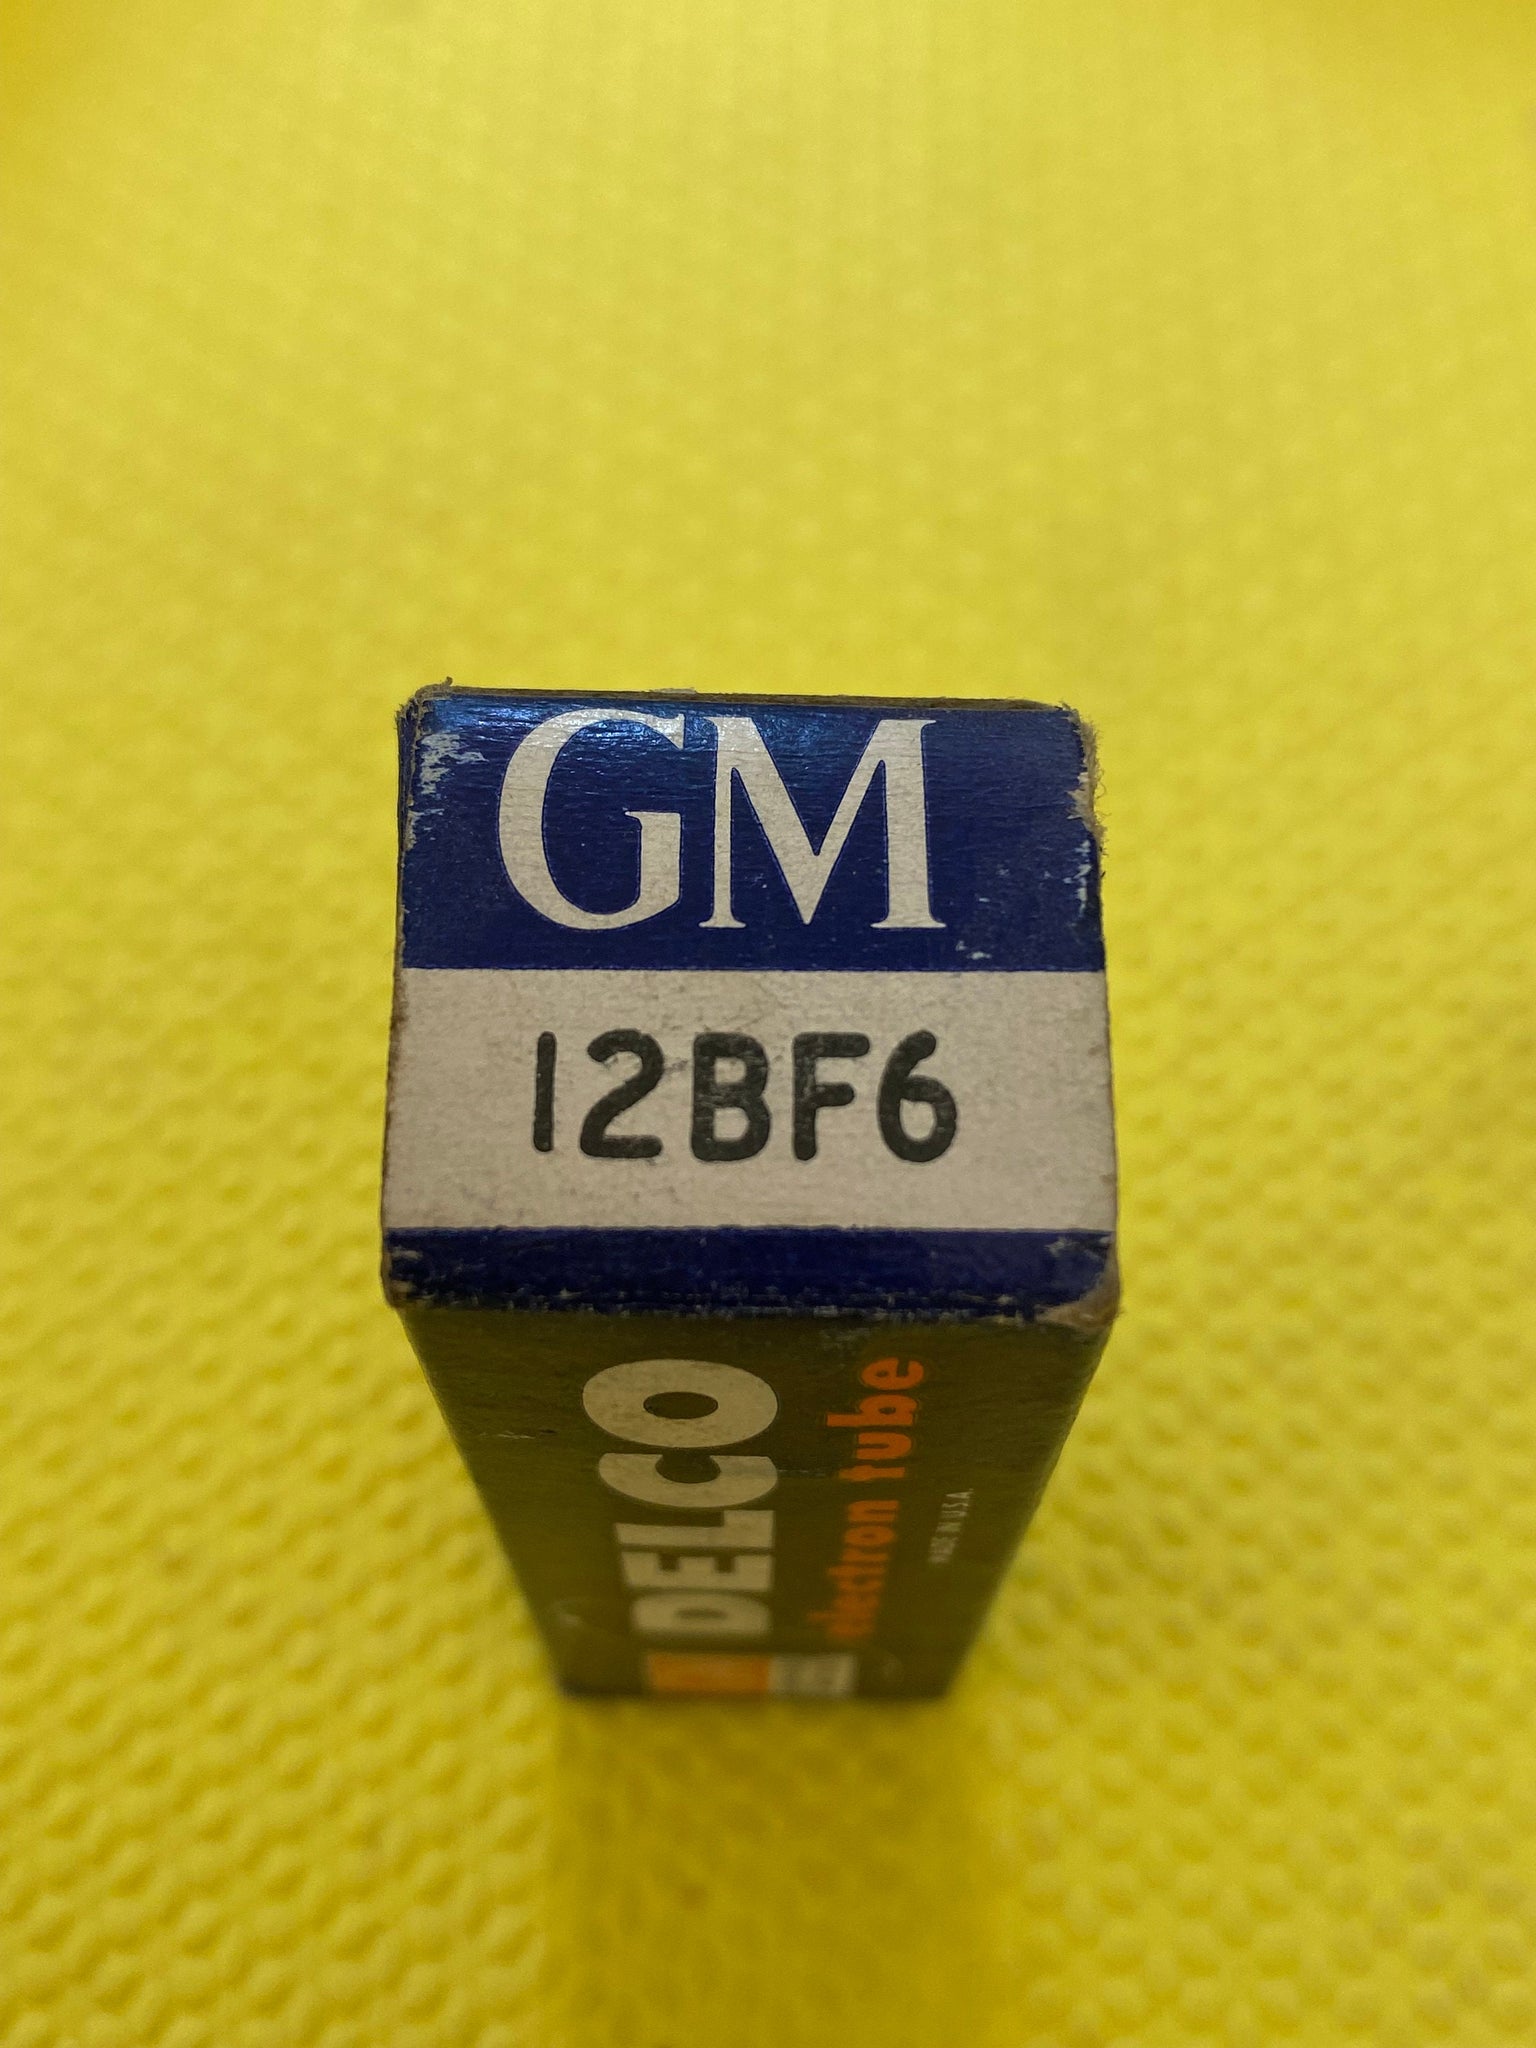 GM
12BF6
DELCO
electron tube
MADE IN U.S.A.